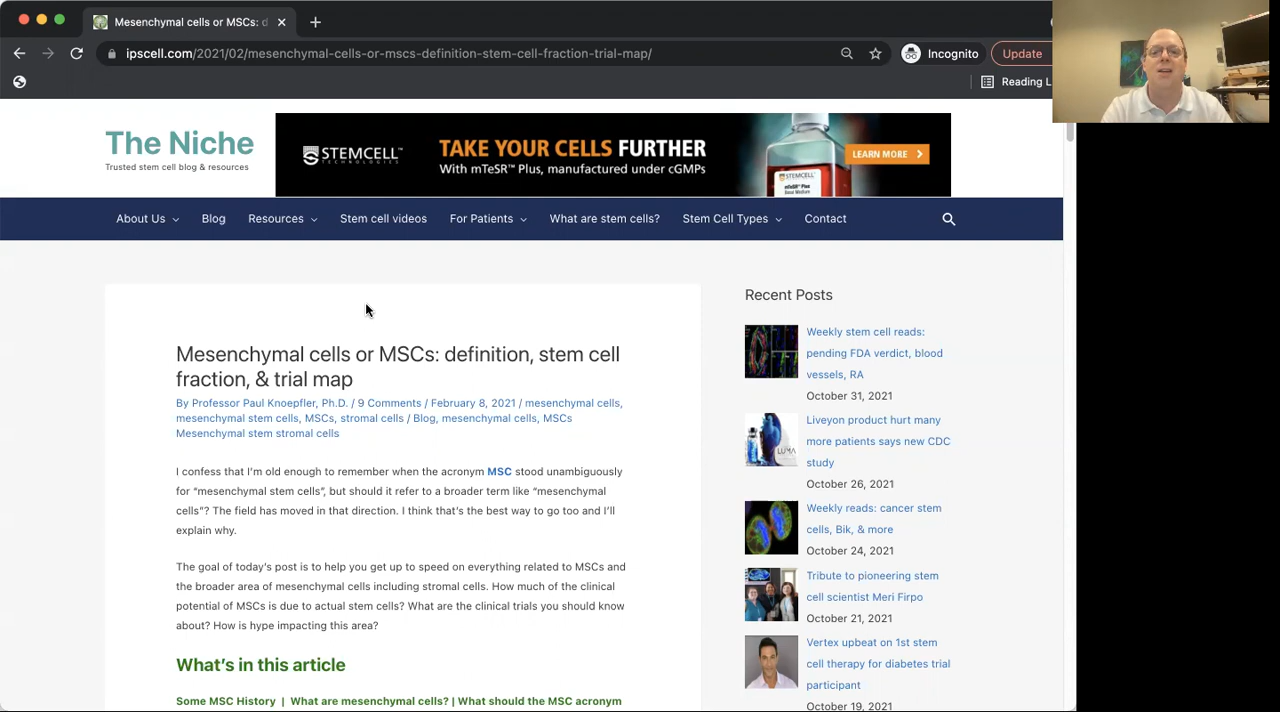 Mesenchymal cells or MSCs: d
ipscell.com/2021/02/mesenchymal-cells-or-mscs-definition-stem-cell-fraction-trial-map/
Incognito
Update
Reading L
The Niche
Trusted stem cell blog & resources
STEMCELL
TECHNOLOGIES
TAKE YOUR CELLS FURTHER
With mTeSR™ Plus, manufactured under cGMPs
STEMCELL
mTeSR™ Plus
LEARN MORE
About Us
Blog
Resources
Stem cell videos
For Patients
What are stem cells?
Stem Cell Types
Contact
Mesenchymal cells or MSCs: definition, stem cell
fraction, & trial map
By Professor Paul Knoepfler, Ph.D. / 9 Comments / February 8, 2021 / mesenchymal cells,
mesenchymal stem cells, MSCs, stromal cells / Blog, mesenchymal cells, MSCs
Mesenchymal stem stromal cells
I confess that I'm old enough to remember when the acronym MSC stood unambiguously
for "mesenchymal stem cells", but should it refer to a broader term like "mesenchymal
cells"? The field has moved in that direction. I think that's the best way to go too and I'll
explain why.
The goal of today's post is to help you get up to speed on everything related to MSCs and
the broader area of mesenchymal cells including stromal cells. How much of the clinical
potential of MSCs is due to actual stem cells? What are the clinical trials you should know
about? How is hype impacting this area?
What's in this article
Some MSC History | What are mesenchymal cells? | What should the MSC acronym
Recent Posts
Weekly stem cell reads:
pending FDA verdict, blood
vessels, RA
October 31, 2021
Liveyon product hurt many
more patients says new CDC
study
October 26, 2021
LUMA
Weekly reads: cancer stem
cells, Bik, & more
October 24, 2021
Tribute to pioneering stem
cell scientist Meri Firpo
October 21, 2021
Vertex upbeat on 1st stem
cell therapy for diabetes trial
participant
October 19, 2021